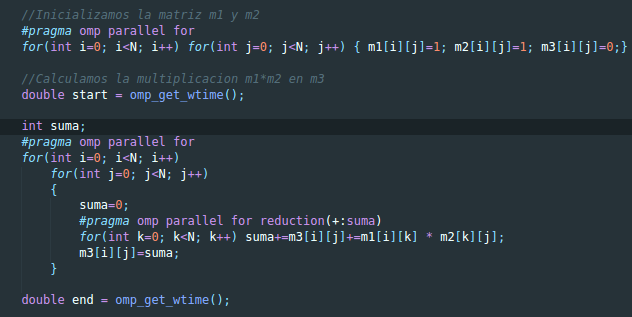 //Inicializamos la matriz m1 y m2
#pragma omp parallel for
for(int i=0; i<N; i++) for(int j=0; j<N; j++) { m1[i][j]=1; m2[i][j]=1; m3[i][j]=0;}
//Calculamos la multiplicacion m1*m2 en m3
double start = omp_get_wtime();
int suma;
#pragma omp parallel for
for(int i=0; i<N; i++)
for(int j=0; j<N; j++)
{
suma=0;
#pragma omp parallel for reduction(+:suma)
for(int k=0; k<N; k++) suma+=m3[i][j]+=m1[i][k] * m2[k][j];
m3[i][j]=suma;
}
double end = omp_get_wtime();